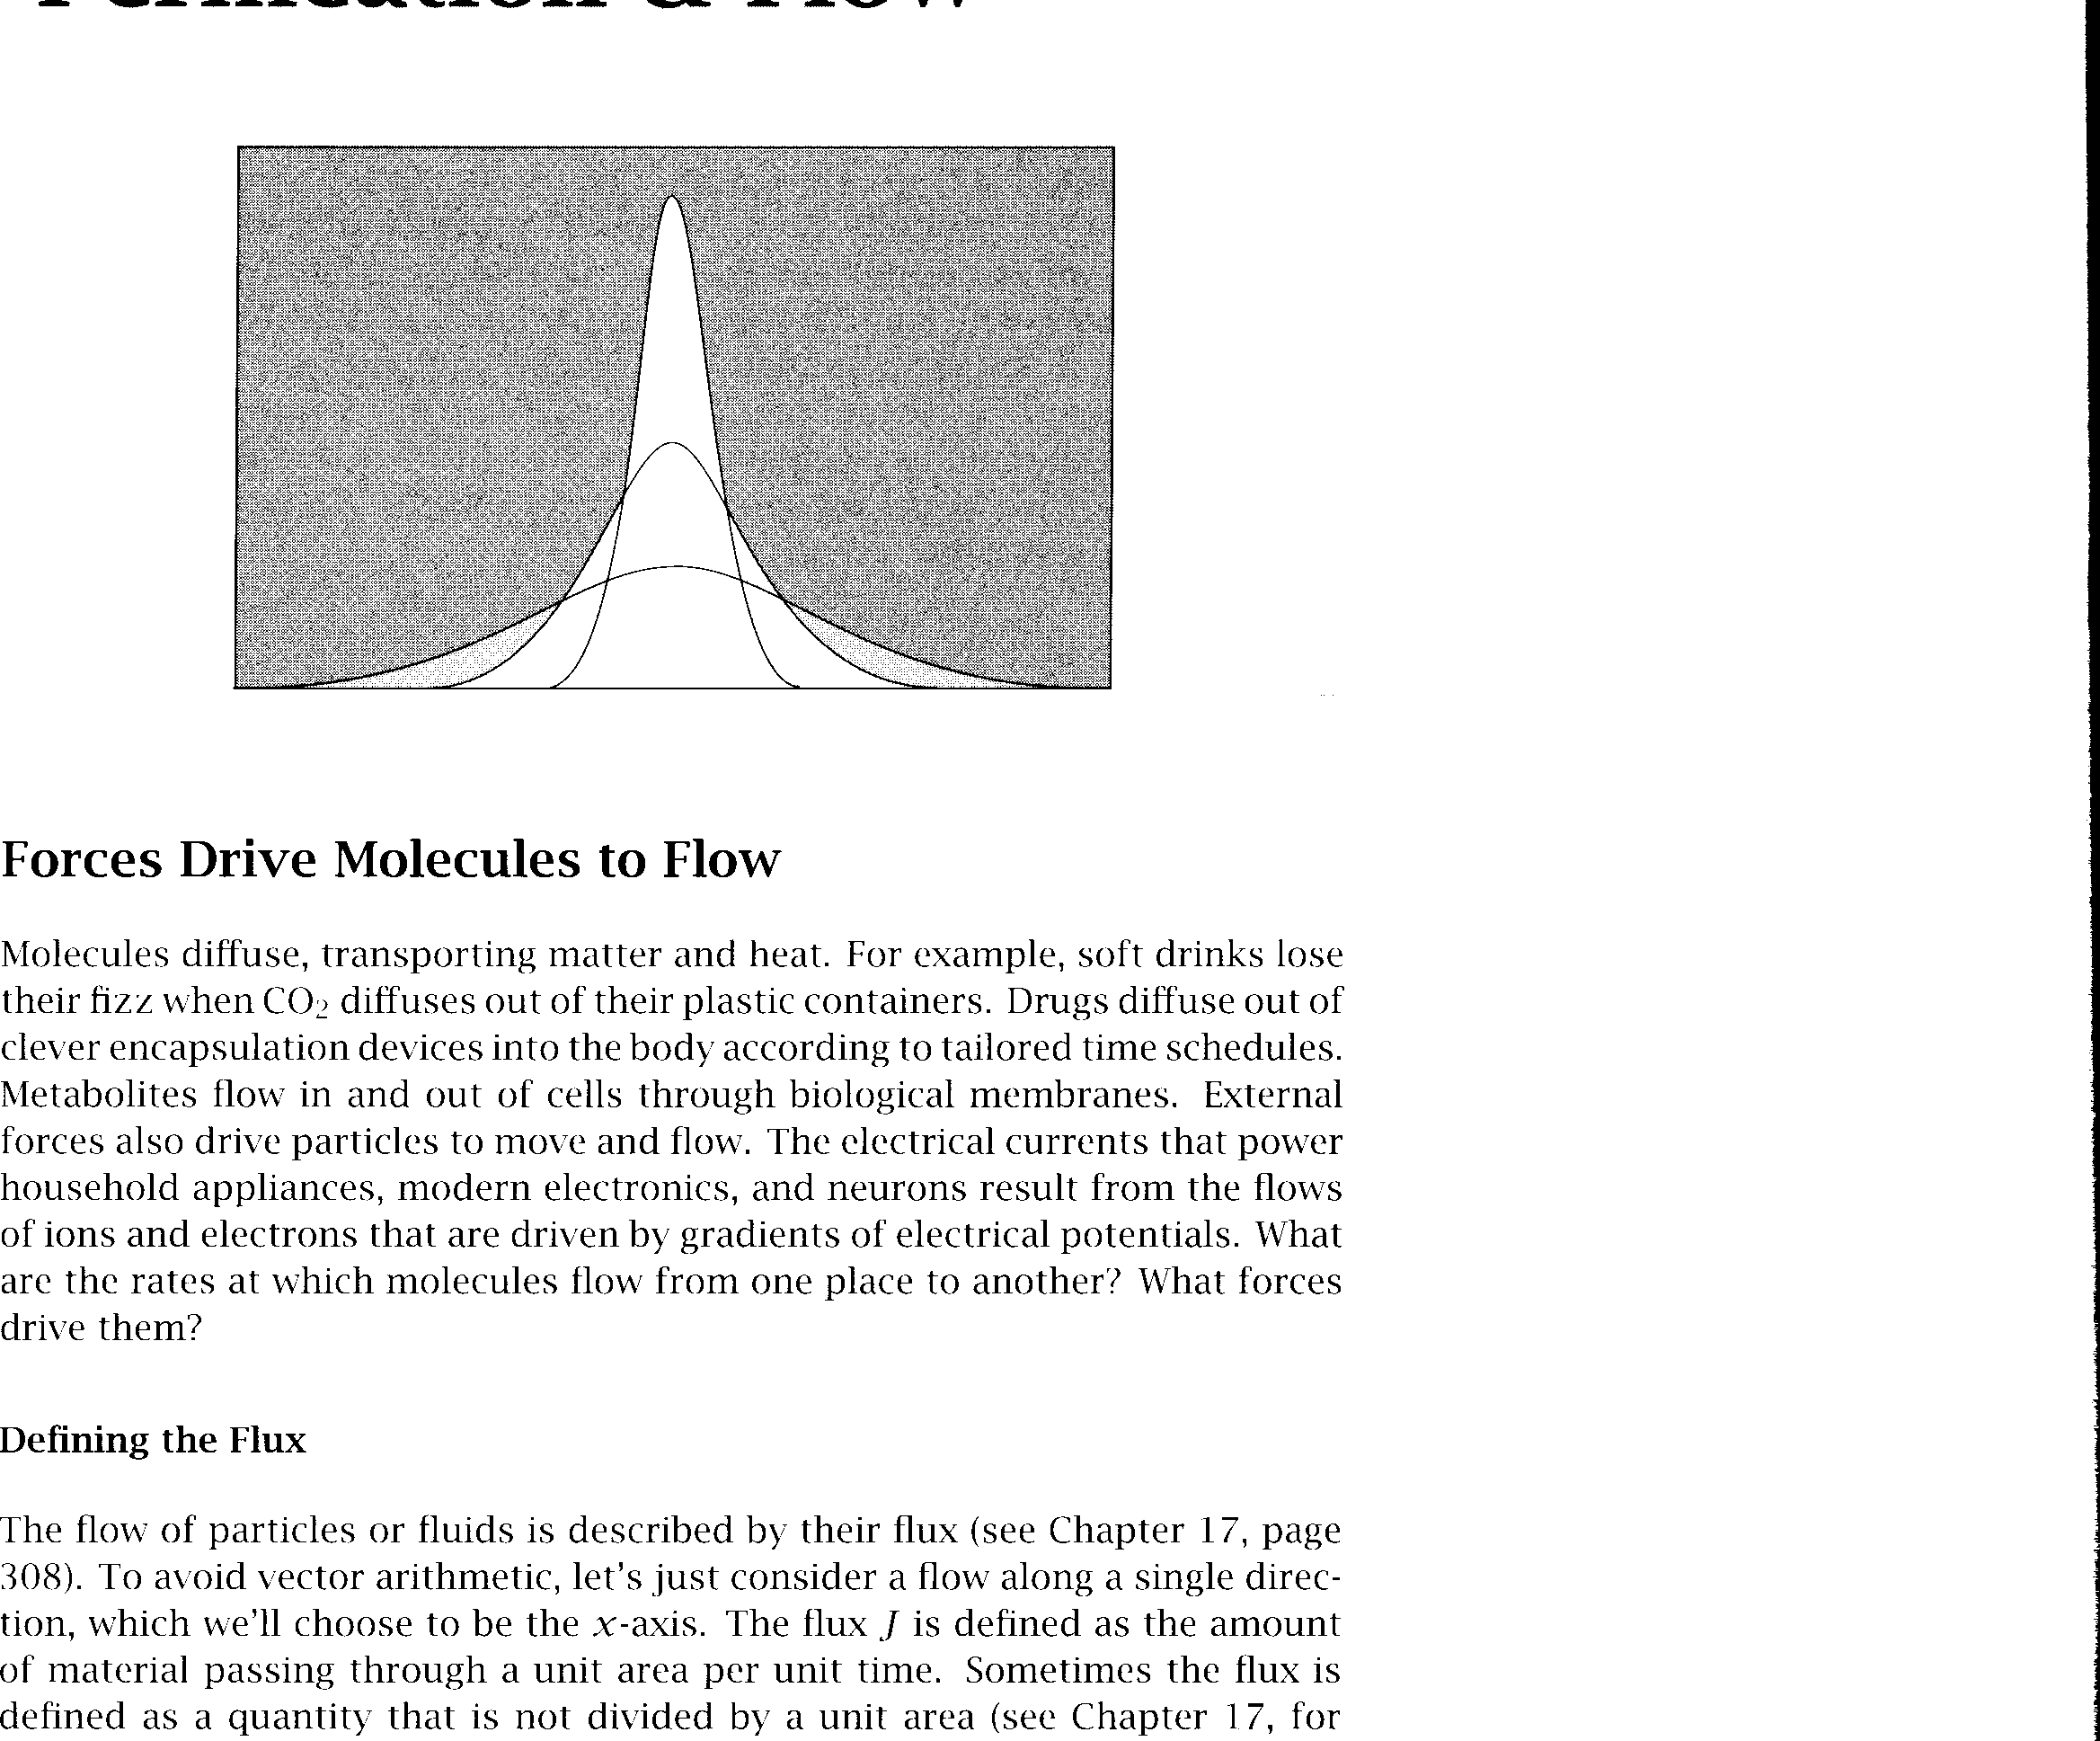 & Flow
Forces Drive Molecules to Flow
Molecules diffuse, transporting matter and heat. For example, soft drinks lose
their fizz when CO₂ diffuses out of their plastic containers. Drugs diffuse out of
clever encapsulation devices into the body according to tailored time schedules.
Metabolites flow in and out of cells through biological membranes. External
forces also drive particles to move and flow. The electrical currents that power
household appliances, modern electronics, and neurons result from the flows
of ions and electrons that are driven by gradients of electrical potentials. What
are the rates at which molecules flow from one place to another? What forces
drive them?
Defining the Flux
The flow of particles or fluids is described by their flux (see Chapter 17, page
308). To avoid vector arithmetic, let's just consider a flow along a single direc-
tion, which we'll choose to be the x-axis. The flux J is defined as the amount
of material passing through a unit area per unit time. Sometimes the flux is
defined as a quantity that is not divided by a unit area (see Chapter 17, for